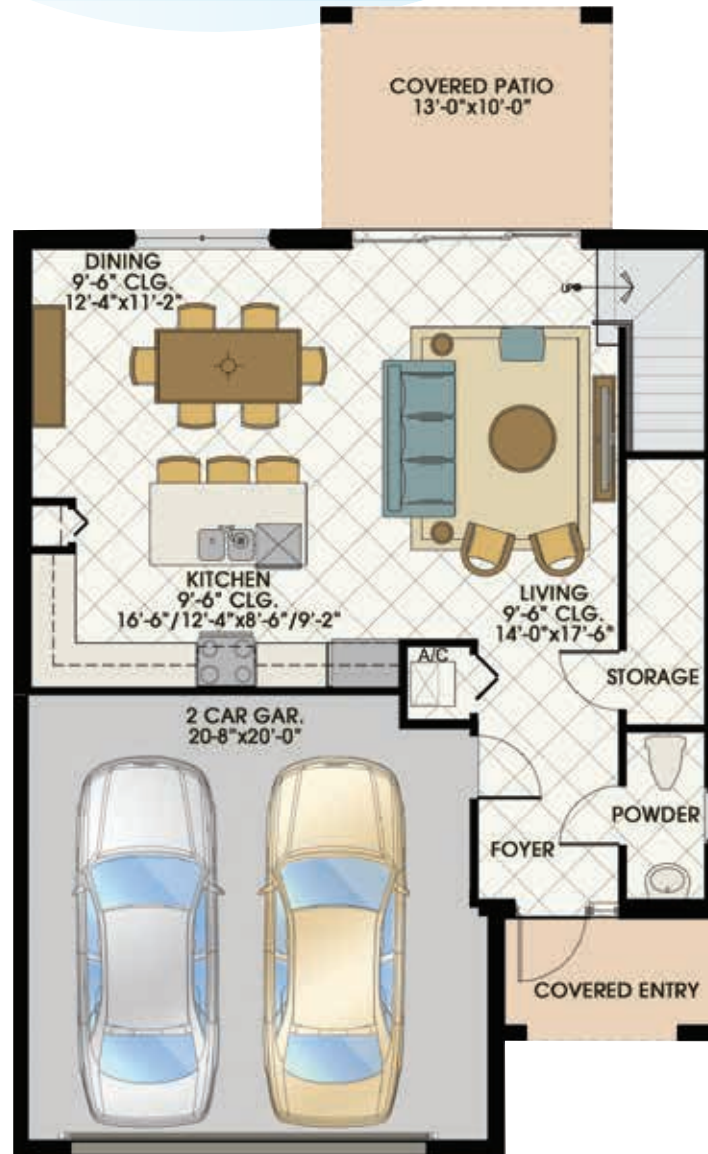 COVERED PATIO
13'-0"x10'-0"
DINING
9'-6" CLG.
12'-4"x11'-2"
KITCHEN
9'-6" CLG.
16'-6"/12'-4"x8'-6"/9'-2"
LIVING
9'-6" CLG.
14'-0"x17'-6"
A/C
STORAGE
2 CAR GAR.
20-8"x20'-0"
POWDER
FOYER
COVERED ENTRY